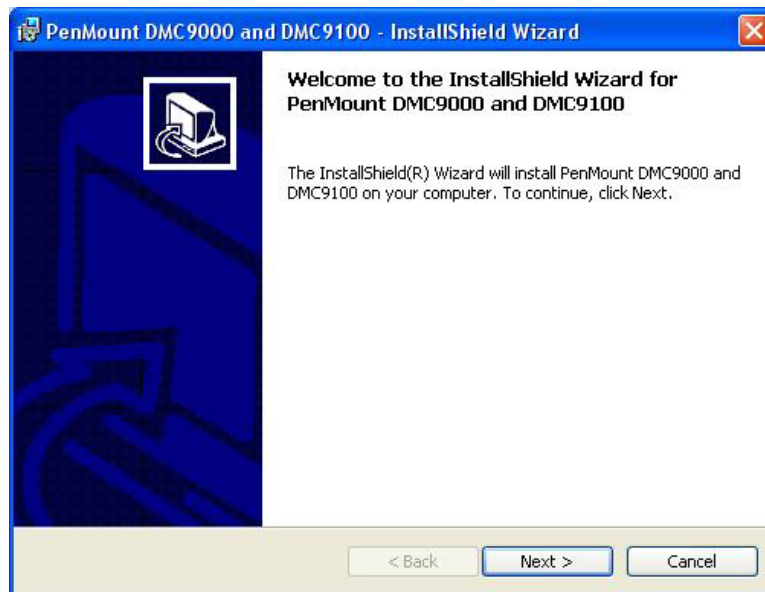 PenMount DMC9000 and DMC9100 - InstallShield Wizard
Welcome to the InstallShield Wizard for
PenMount DMC9000 and DMC9100
The InstallShield(R) Wizard will install PenMount DMC9000 and
DMC9100 on your computer. To continue, click Next.
< Back
Next >
Cancel